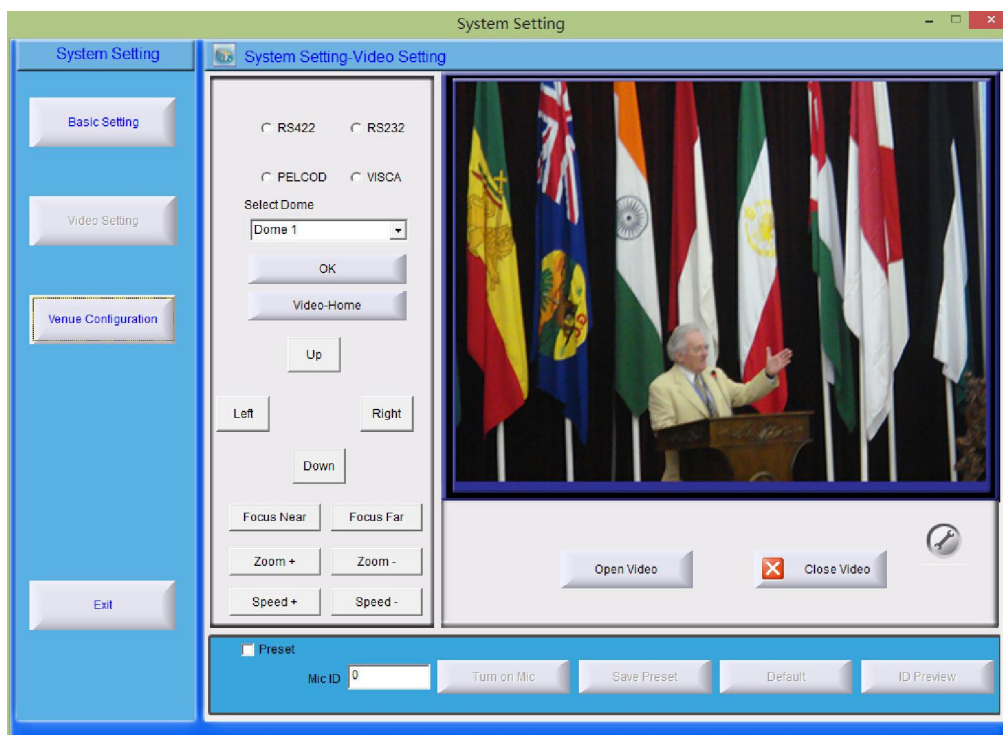 System Setting
System Setting
System Setting-Video Setting
Basic Setting
Video Setting
Venue Configuration
Exit
RS422 RS232
PELCOD VISCA
Select Dome
Dome 1
OK
Video-Home
Up
Left Right
Down
Focus Near Focus Far
Zoom + Zoom -
Speed + Speed -
Open Video Close Video
Preset
Mic ID 0 Turn on Mic Save Preset Default ID Preview